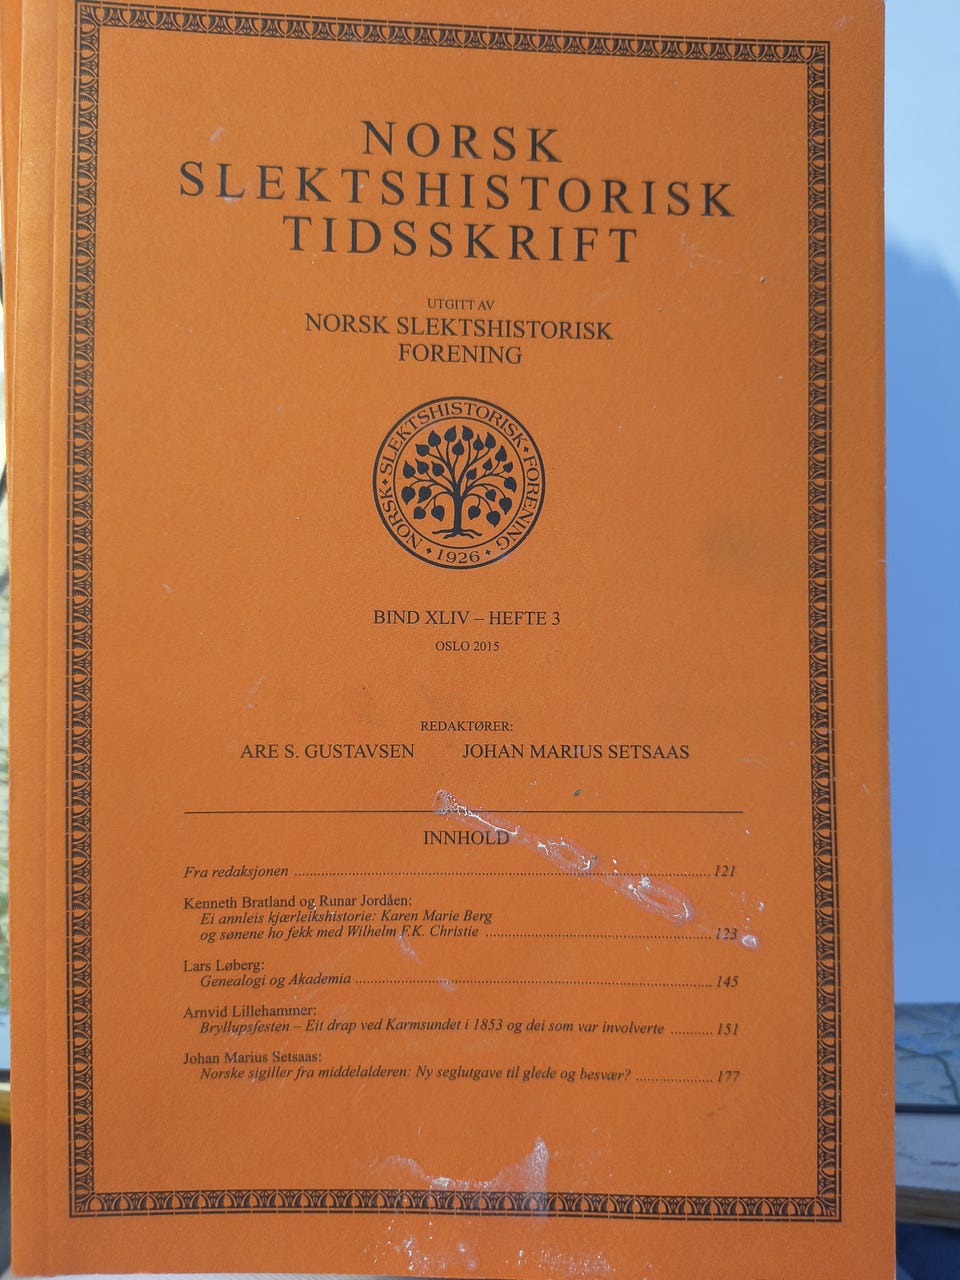 NORSK
SLEKTSHISTORISK
TIDSSKRIFT
UTGITT AV
NORSK SLEKTSHISTORISK
FORENING
NORSK · SLEKTSHISTORISK · FORENING · 1926 ·
BIND XLIV – HEFTE 3
OSLO 2015
REDAKTØRER:
ARE S. GUSTAVSEN JOHAN MARIUS SETSAAS
INNHOLD
Fra redaksjonen ........ 121
Kenneth Bratland og Runar Jordåen:
Ei annleis kjærleikshistorie: Karen Marie Berg
og sønene ho fekk med Wilhelm F.K. Christie ........ 123
Lars Løberg:
Genealogi og Akademia ........ 145
Arnvid Lillehammer:
Bryllupsfesten – Eit drap ved Karmsundet i 1853 og dei som var involverte ........ 151
Johan Marius Setsaas:
Norske sigiller fra middelalderen: Ny seglutgave til glede og besvær? ........ 177